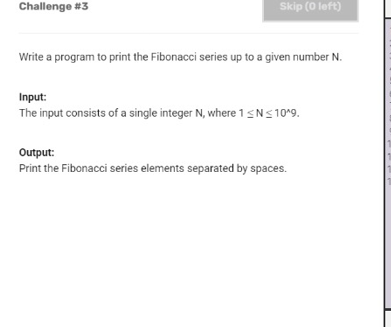 Challenge #3
Skip (0 left)
Write a program to print the Fibonacci series up to a given number N.
Input:
The input consists of a single integer N, where 1 ≤ N ≤ 10^9.
Output:
Print the Fibonacci series elements separated by spaces.